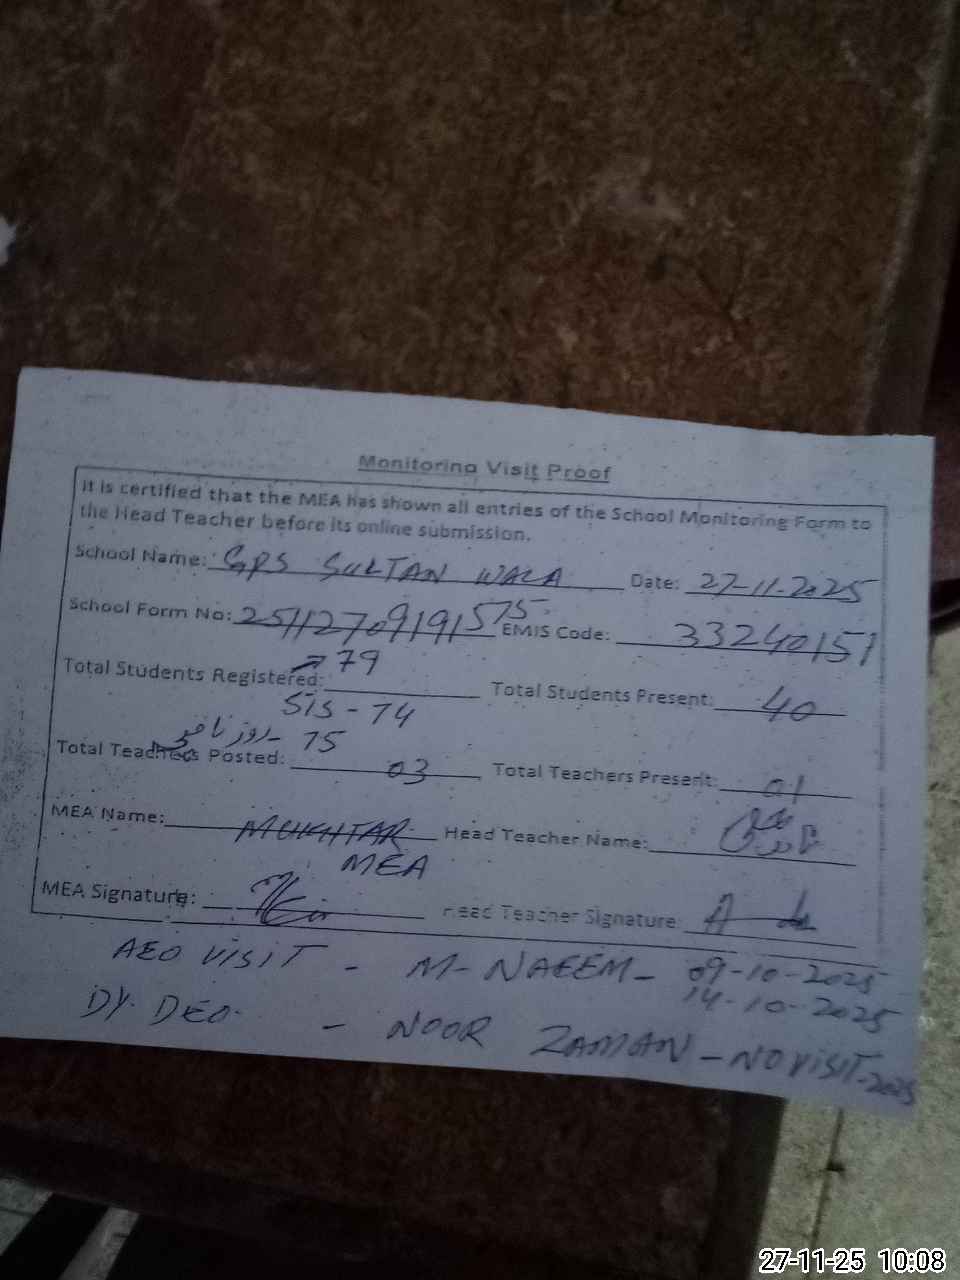 Monitoring Visit Proof
It is certified that the MEA has shown all entries of the School Monitoring Form to
the Head Teacher before its online submission.
School Name: GPS SULTAN WALA Date: 27-11-2025
School Form No: 25112709191575 EMIS Code: 33240151
Total Students Registered: → 79 Total Students Present: 40
SIS - 74
روزنامچہ - 75
Total Teachers Posted: 03 Total Teachers Present: 01
MEA Name: MUKHTAR Head Teacher Name:
MEA
MEA Signature: Head Teacher Signature:
AEO VISIT - M-NAEEM- 09-10-2025
14-10-2025
DY. DEO. - NOOR ZAMAN - NO VISIT-2025
27-11-25 10:08